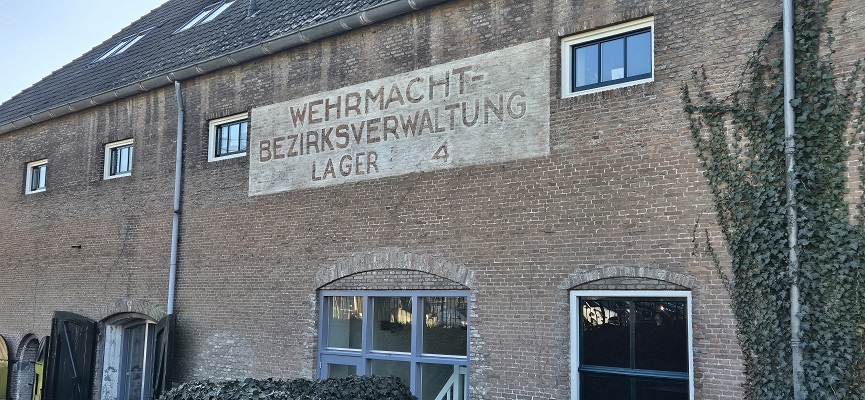 WEHRMACHT-
BEZIRKSVERWALTUNG
LAGER 4